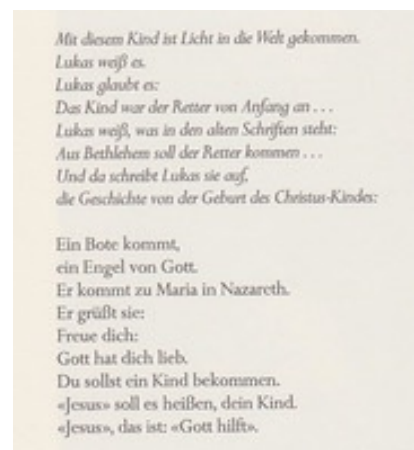 Mit diesem Kind ist Licht in die Welt gekommen.
Lukas weiß es.
Lukas glaubt es:
Das Kind war der Retter von Anfang an . . .
Lukas weiß, was in den alten Schriften steht:
Aus Bethlehem soll der Retter kommen . . .
Und da schreibt Lukas sie auf,
die Geschichte von der Geburt des Christus-Kindes:
Ein Bote kommt,
ein Engel von Gott.
Er kommt zu Maria in Nazareth.
Er grüßt sie:
Freue dich:
Gott hat dich lieb.
Du sollst ein Kind bekommen.
«Jesus» soll es heißen, dein Kind.
«Jesus», das ist: «Gott hilft».